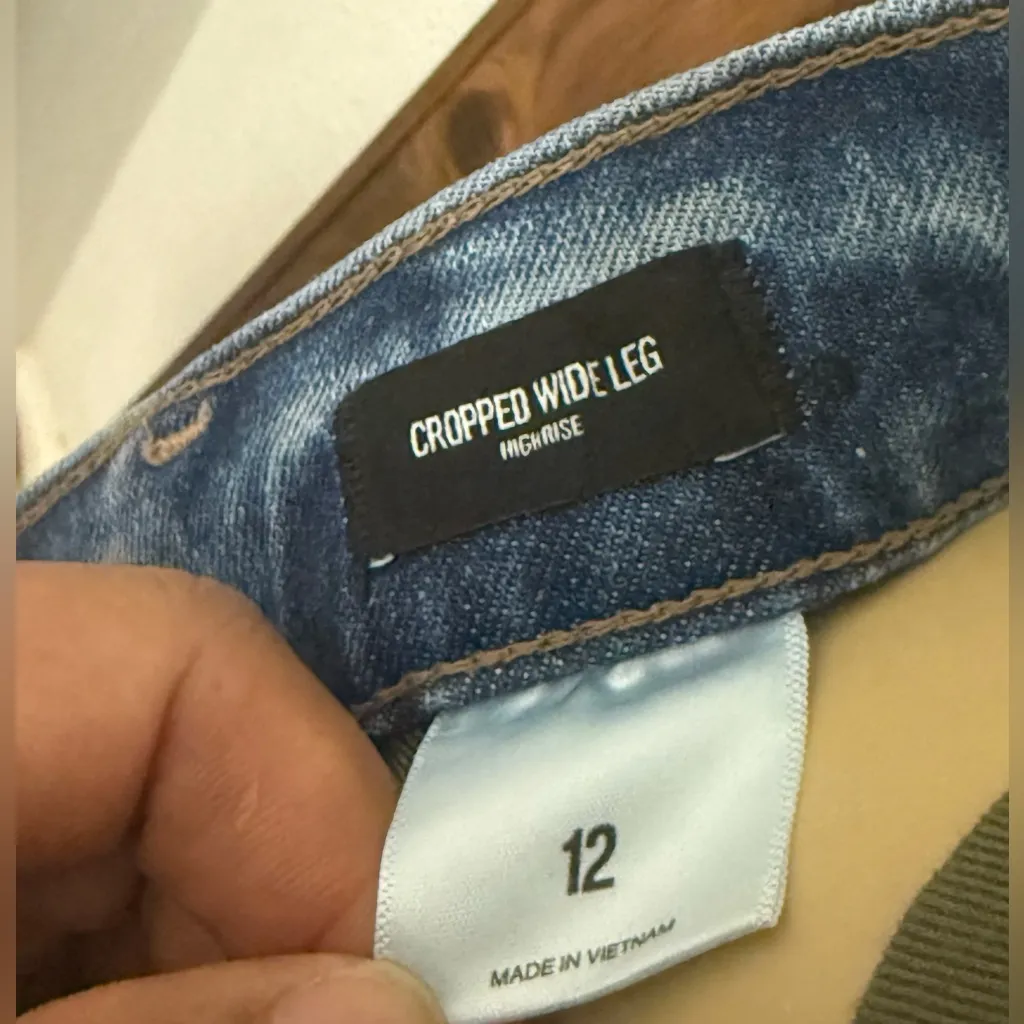 CROPPED WIDE LEG
HIGHRISE
12
MADE IN VIETNAM